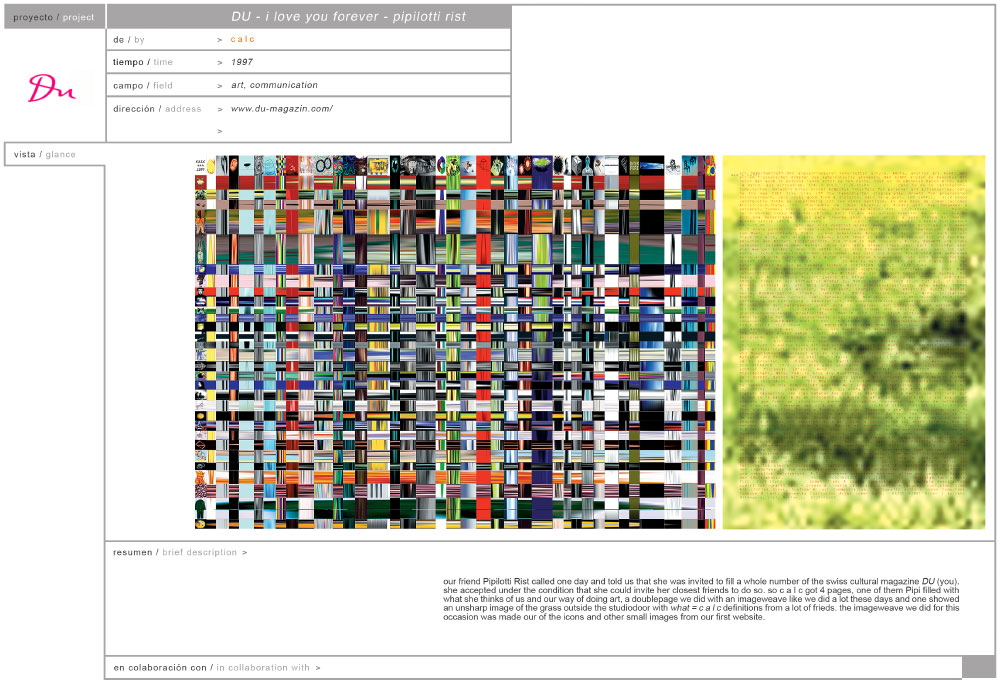 proyecto / project
DU - i love you forever - pipilotti rist
de / by > c a l c
tiempo / time > 1997
campo / field > art, communication
dirección / address > www.du-magazin.com/
>
Du
vista / glance
resumen / brief description >
our friend Pipilotti Rist called one day and told us that she was invited to fill a whole number of the swiss cultural magazine DU (you).
she accepted under the condition that she could invite her closest friends to do so. so c a l c got 4 pages, one of them Pipi filled with
what she thinks of us and our way of doing art, a doublepage we did with an imageweave like we did a lot these days and one showed
an unsharp image of the grass outside the studiodoor with what = c a l c definitions from a lot of frieds. the imageweave we did for this
occasion was made our of the icons and other small images from our first website.
en colaboración con / in collaboration with >